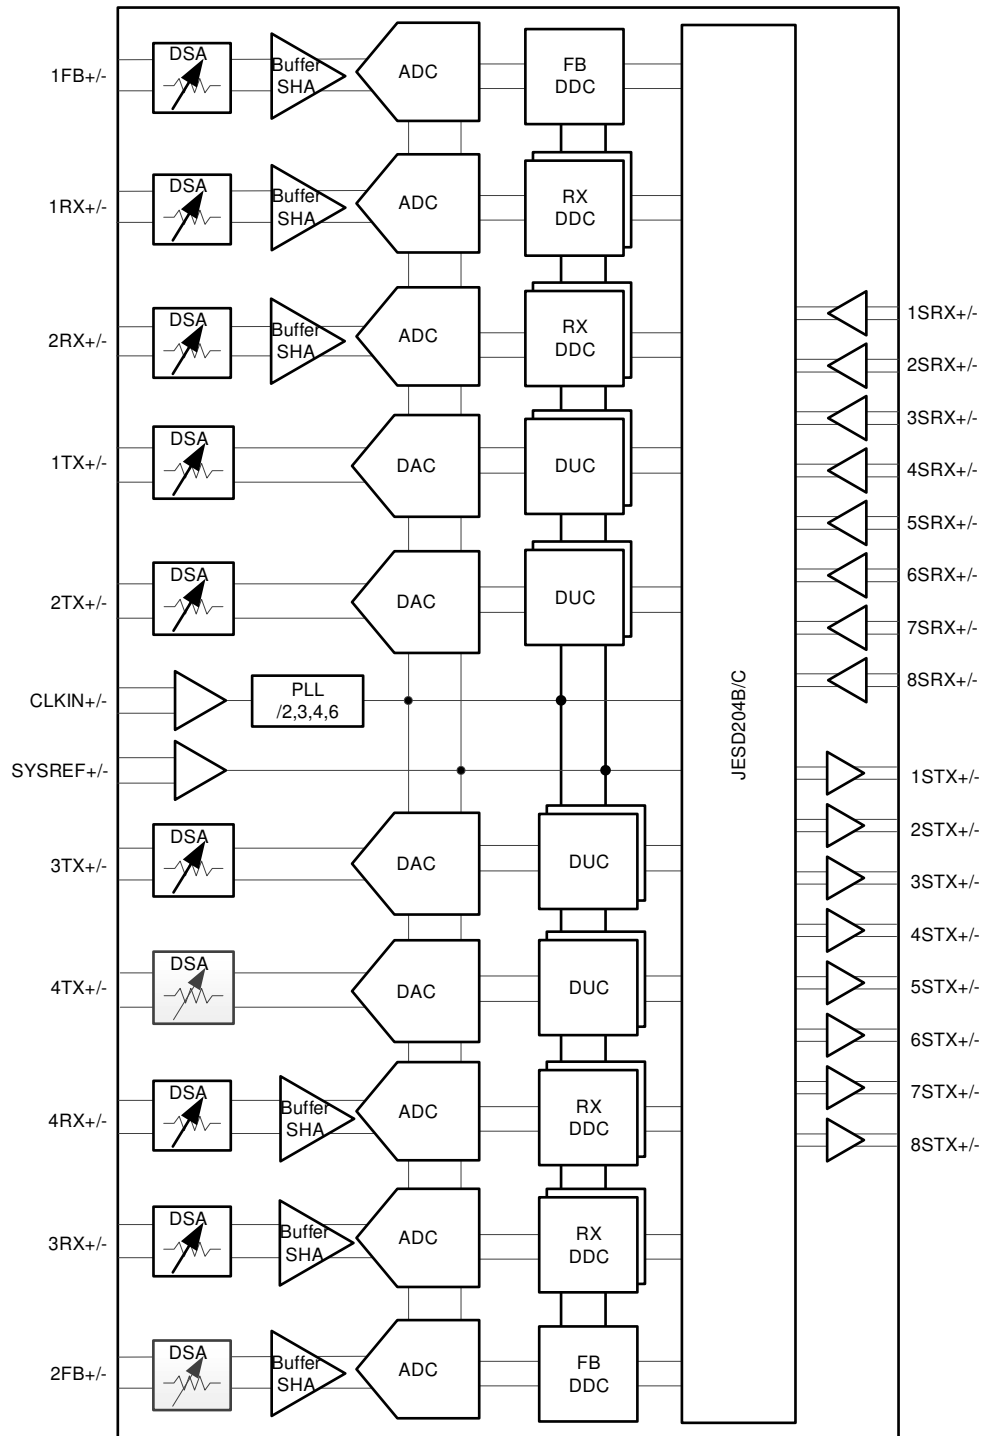 1FB+/-
DSA
Buffer
SHA
ADC
FB
DDC
1RX+/-
DSA
Buffer
SHA
ADC
RX
DDC
2RX+/-
DSA
Buffer
SHA
ADC
RX
DDC
1TX+/-
DSA
DAC
DUC
2TX+/-
DSA
DAC
DUC
CLKIN+/-
PLL
/2,3,4,6
SYSREF+/-
3TX+/-
DSA
DAC
DUC
4TX+/-
DSA
DAC
DUC
4RX+/-
DSA
Buffer
SHA
ADC
RX
DDC
3RX+/-
DSA
Buffer
SHA
ADC
RX
DDC
2FB+/-
DSA
Buffer
SHA
ADC
FB
DDC
JESD204B/C
1SRX+/-
2SRX+/-
3SRX+/-
4SRX+/-
5SRX+/-
6SRX+/-
7SRX+/-
8SRX+/-
1STX+/-
2STX+/-
3STX+/-
4STX+/-
5STX+/-
6STX+/-
7STX+/-
8STX+/-